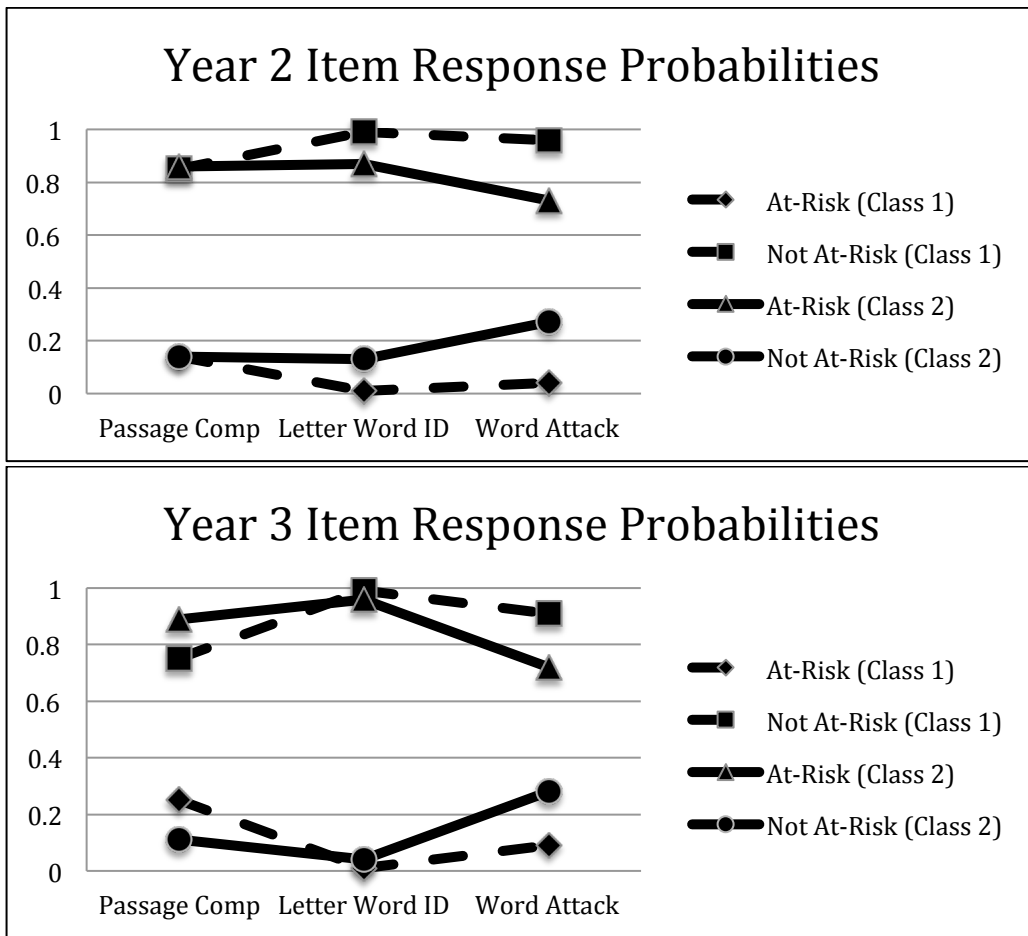 Year 2 Item Response Probabilities
1
0.8
0.6
0.4
0.2
0
Passage Comp Letter Word ID Word Attack
At-Risk (Class 1)
Not At-Risk (Class 1)
At-Risk (Class 2)
Not At-Risk (Class 2)
Year 3 Item Response Probabilities
1
0.8
0.6
0.4
0.2
0
Passage Comp Letter Word ID Word Attack
At-Risk (Class 1)
Not At-Risk (Class 1)
At-Risk (Class 2)
Not At-Risk (Class 2)